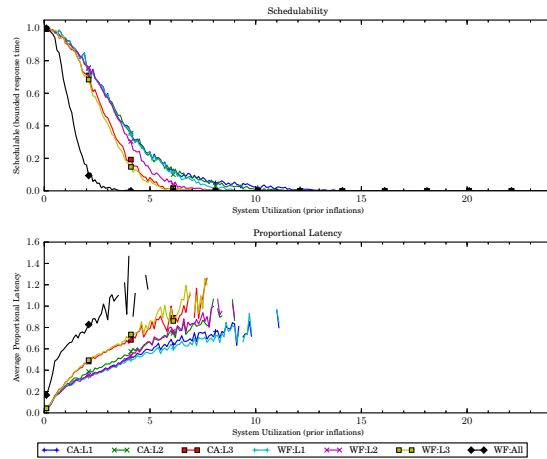 Schedulability
Schedulable (bounded response time)
1.0
0.8
0.6
0.4
0.2
0.0
0 5 10 15 20
System Utilization (prior inflations)
Proportional Latency
Average Proportional Latency
1.6
1.4
1.2
1.0
0.8
0.6
0.4
0.2
0.0
0 5 10 15 20
System Utilization (prior inflations)
CA:L1 CA:L2 CA:L3 WF:L1 WF:L2 WF:L3 WF:All